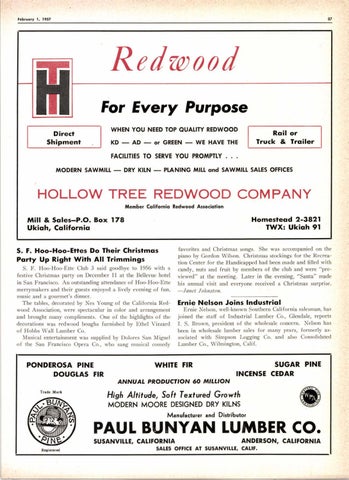 February 1, 1957
87
TH
Redwood
For Every Purpose
Direct
Shipment
WHEN YOU NEED TOP QUALITY REDWOOD
KD — AD — or GREEN — WE HAVE THE
FACILITIES TO SERVE YOU PROMPTLY . . .
Rail or
Truck & Trailer
MODERN SAWMILL — DRY KILN — PLANING MILL and SAWMILL SALES OFFICES
HOLLOW TREE REDWOOD COMPANY
Member California Redwood Association
Mill & Sales–P.O. Box 178
Ukiah, California
Homestead 2-3821
TWX: Ukiah 91
S. F. Hoo-Hoo-Ettes Do Their Christmas
Party Up Right With All Trimmings
S. F. Hoo-Hoo-Ette Club 3 said goodbye to 1956 with a
festive Christmas party on December 11 at the Bellevue hotel
in San Francisco. An outstanding attendance of Hoo-Hoo-Ette
merrymakers and their guests enjoyed a lively evening of fun,
music and a gourmet's dinner.
The tables, decorated by Nes Young of the California Red-
wood Association, were spectacular in color and arrangement
and brought many compliments. One of the highlights of the
decorations was redwood boughs furnished by Ethel Vizzard
of Hobbs Wall Lumber Co.
Musical entertainment was supplied by Dolores San Miguel
of the San Francisco Opera Co., who sang musical comedy
favorites and Christmas songs. She was accompanied on the
piano by Gordon Wilson. Christmas stockings for the Recrea-
tion Center for the Handicapped had been made and filled with
candy, nuts and fruit by members of the club and were "pre-
viewed" at the meeting. Later in the evening, "Santa" made
his annual visit and everyone received a Christmas surprise.
—Janet Johnston.
Ernie Nelson Joins Industrial
Ernie Nelson, well-known Southern California salesman, has
joined the staff of Industrial Lumber Co., Glendale, reports
I. S. Brown, president of the wholesale concern. Nelson has
been in wholesale lumber sales for many years, formerly as-
sociated with Simpson Logging Co. and also Consolidated
Lumber Co., Wilmington, Calif.
PONDEROSA PINE
WHITE FIR
SUGAR PINE
DOUGLAS FIR
INCENSE CEDAR
ANNUAL PRODUCTION 60 MILLION
Trade Mark
PAUL BUNYAN'S
PINE
Registered
High Altitude, Soft Textured Growth
MODERN MOORE DESIGNED DRY KILNS
Manufacturer and Distributor
PAUL BUNYAN LUMBER CO.
SUSANVILLE, CALIFORNIA
ANDERSON, CALIFORNIA
SALES OFFICE AT SUSANVILLE, CALIF.